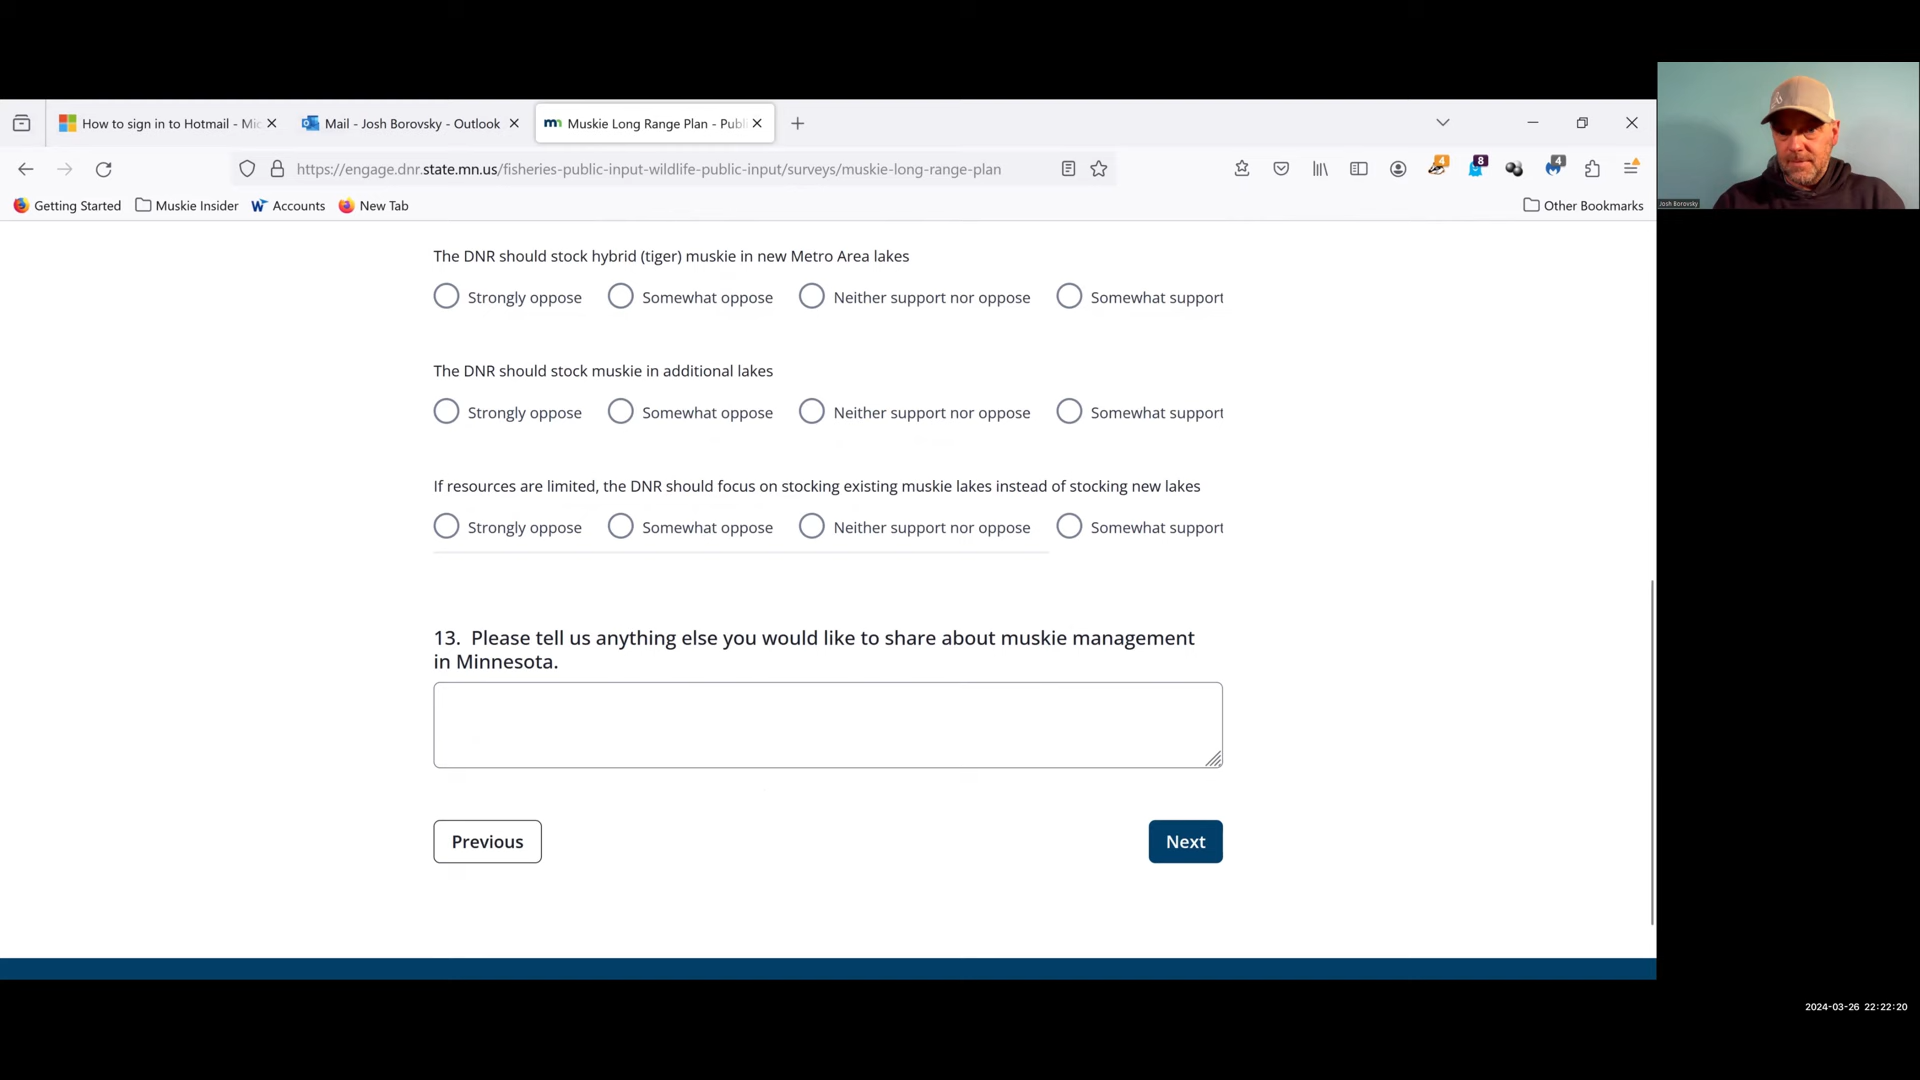 How to sign in to Hotmail - Mic
Mail - Josh Borovsky - Outlook
Muskie Long Range Plan - Publ
https://engage.dnr.state.mn.us/fisheries-public-input-wildlife-public-input/surveys/muskie-long-range-plan
4
8
4
Getting Started
Muskie Insider
Accounts
New Tab
Other Bookmarks
Josh Borovsky
The DNR should stock hybrid (tiger) muskie in new Metro Area lakes
Strongly oppose
Somewhat oppose
Neither support nor oppose
Somewhat support
The DNR should stock muskie in additional lakes
Strongly oppose
Somewhat oppose
Neither support nor oppose
Somewhat support
If resources are limited, the DNR should focus on stocking existing muskie lakes instead of stocking new lakes
Strongly oppose
Somewhat oppose
Neither support nor oppose
Somewhat support
13. Please tell us anything else you would like to share about muskie management
in Minnesota.
Previous
Next
2024-03-26 22:22:20